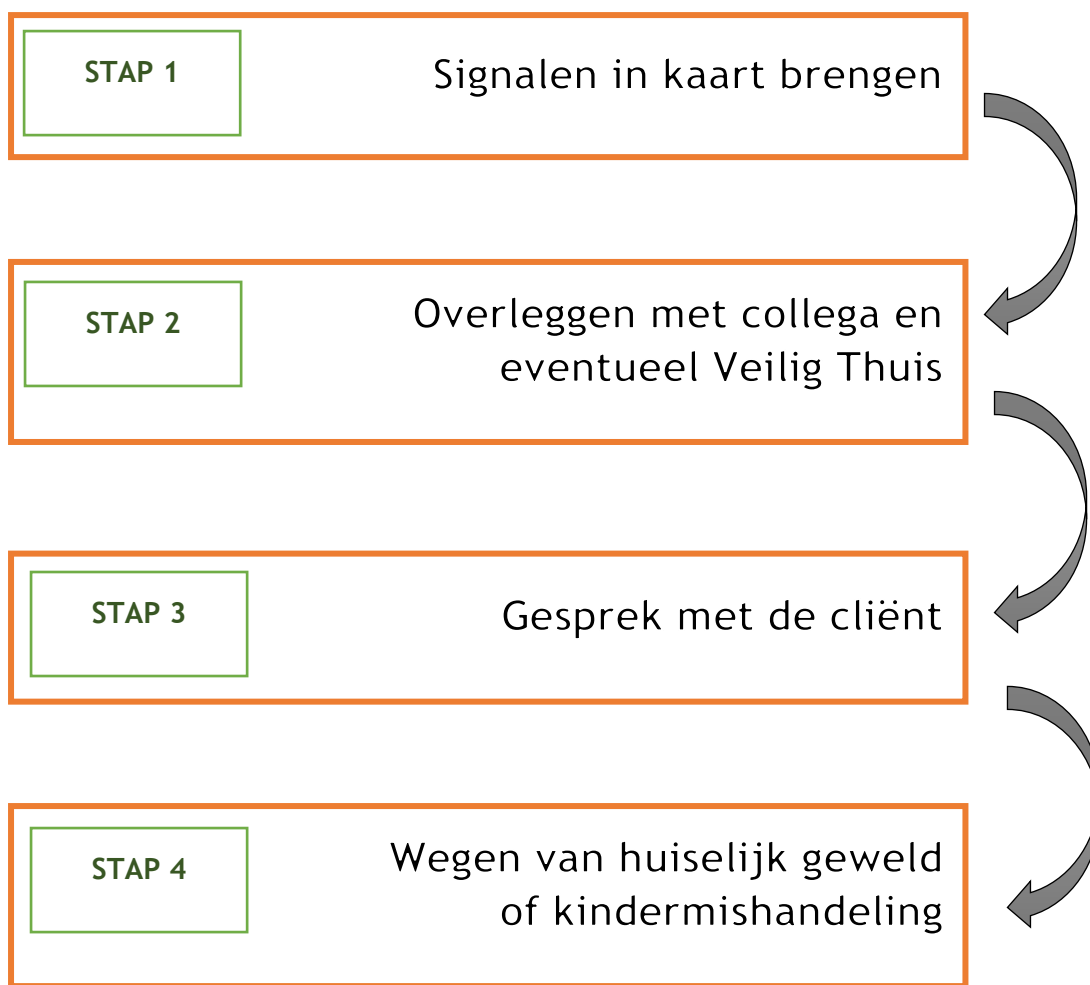 STAP 1
Signalen in kaart brengen
STAP 2
Overleggen met collega en
eventueel Veilig Thuis
STAP 3
Gesprek met de cliënt
STAP 4
Wegen van huiselijk geweld
of kindermishandeling